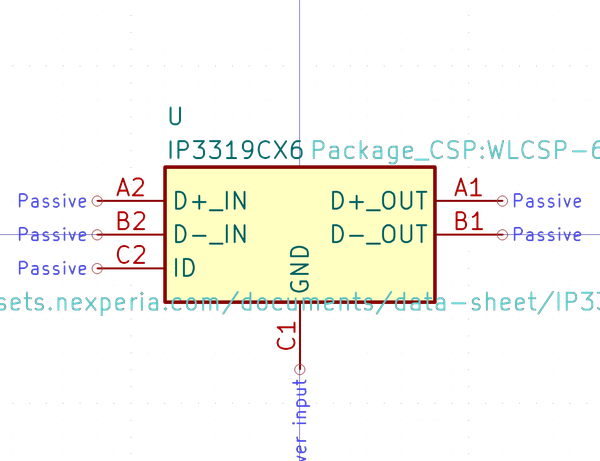 U
IP3319CX6 Package_CSP:WLCSP-6
Passive A2 D+_IN D+_OUT A1 Passive
Passive B2 D-_IN D-_OUT B1 Passive
Passive C2 ID
GND
sets.nexperia.com/documents/data-sheet/IP33
C1
ver input